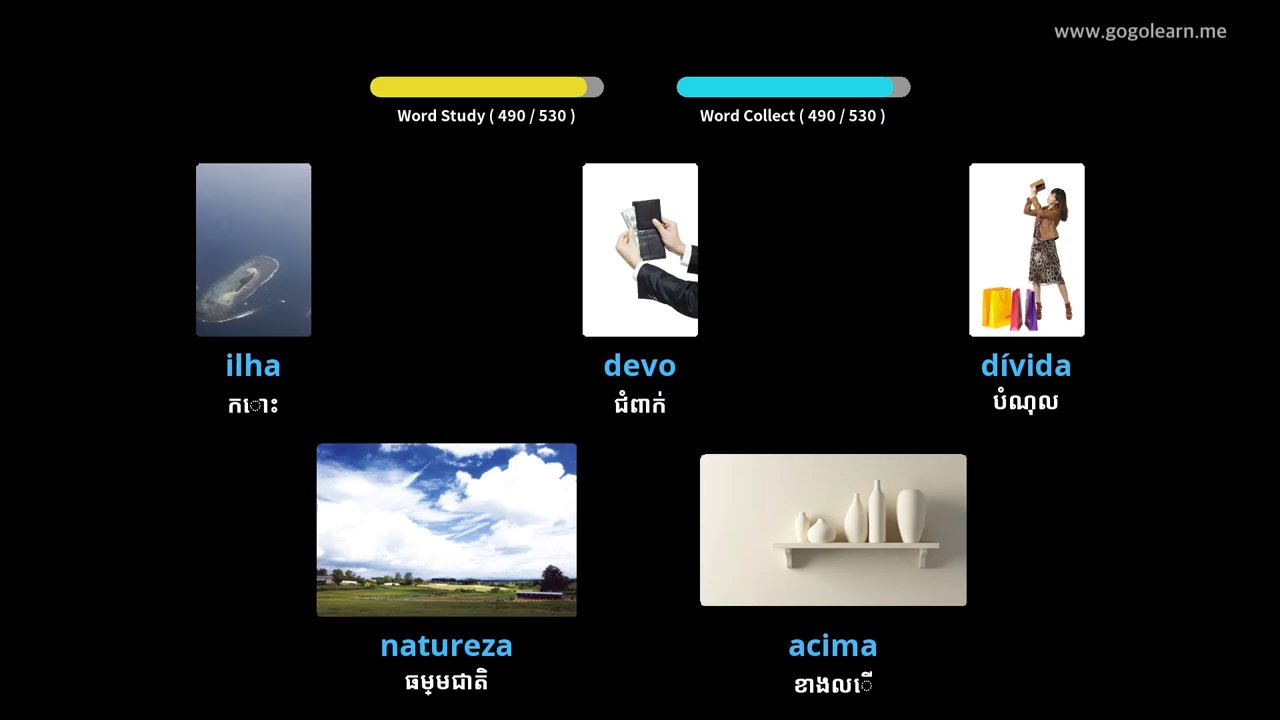 www.gogolearn.me
Word Study ( 490 / 530 )
Word Collect ( 490 / 530 )
ilha
កោះ
devo
ជំពាក់
dívida
បំណុល
natureza
ធម្មជាតិ
acima
ខាងលើ